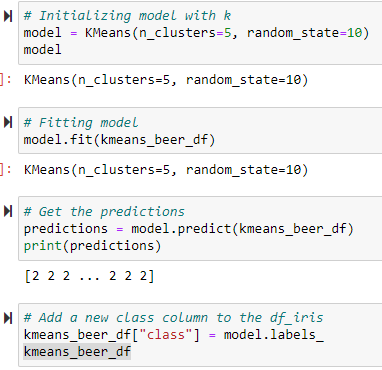 # Initializing model with k
model = KMeans(n_clusters=5, random_state=10)
model
]: KMeans(n_clusters=5, random_state=10)
# Fitting model
model.fit(kmeans_beer_df)
]: KMeans(n_clusters=5, random_state=10)
# Get the predictions
predictions = model.predict(kmeans_beer_df)
print(predictions)
[2 2 2 ... 2 2 2]
# Add a new class column to the df_iris
kmeans_beer_df["class"] = model.labels_
kmeans_beer_df